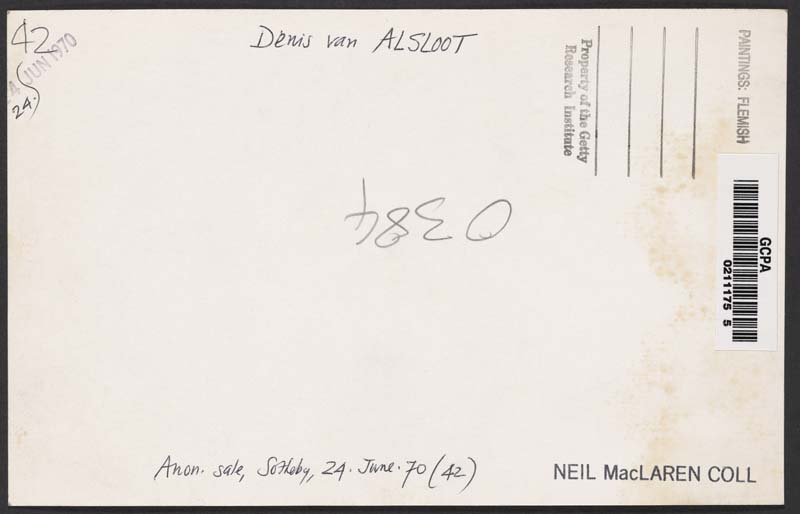 42
24 JUN 1970
24.
Denis van ALSLOOT
Property of the Getty
Research Institute
PAINTINGS: FLEMISH
GCPA
0211175 5
0384
Anon. sale, Sotheby, 24. June. 70 (42)
NEIL MacLAREN COLL